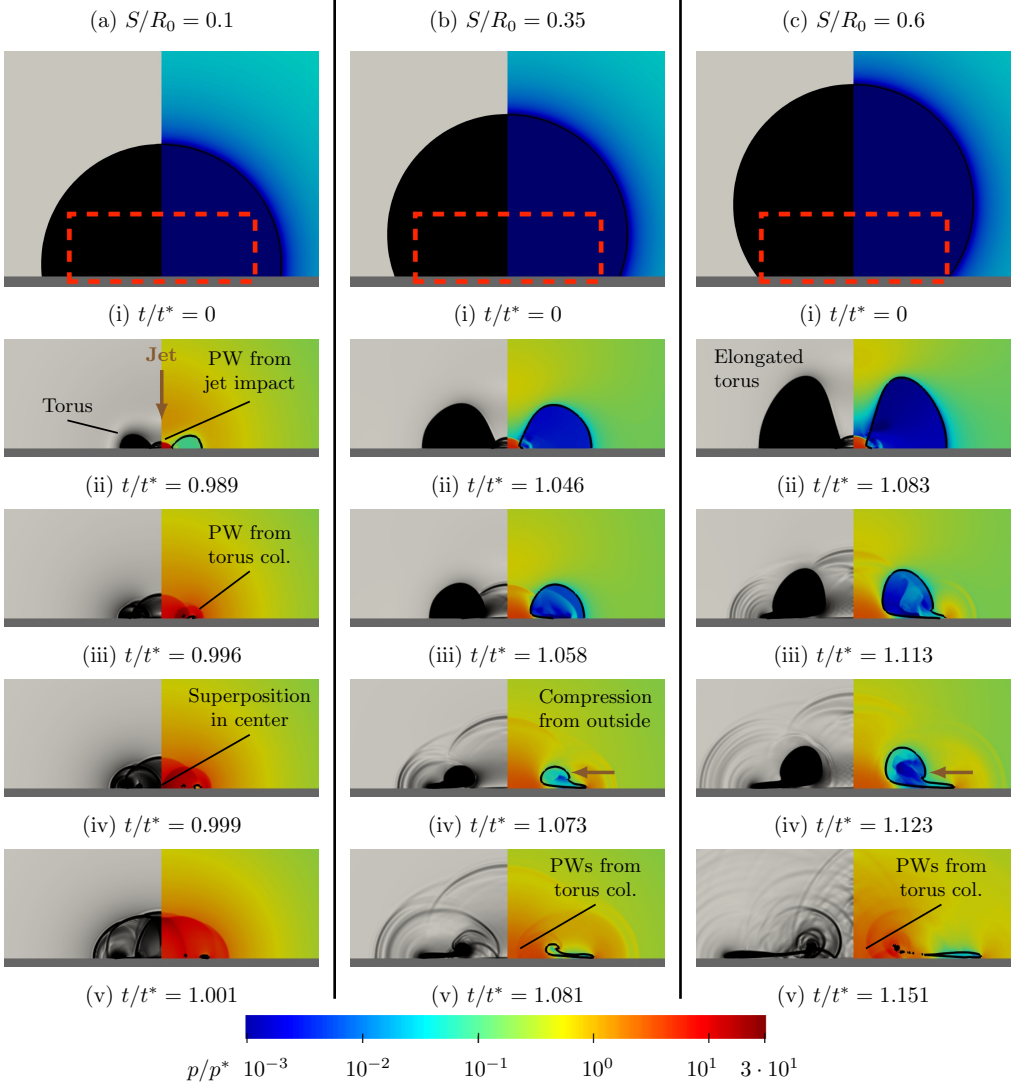 (a) S/R₀ = 0.1
(b) S/R₀ = 0.35
(c) S/R₀ = 0.6
(i) t/t* = 0
(i) t/t* = 0
(i) t/t* = 0
Jet
PW from
jet impact
Torus
Elongated
torus
(ii) t/t* = 0.989
(ii) t/t* = 1.046
(ii) t/t* = 1.083
PW from
torus col.
(iii) t/t* = 0.996
(iii) t/t* = 1.058
(iii) t/t* = 1.113
Superposition
in center
Compression
from outside
(iv) t/t* = 0.999
(iv) t/t* = 1.073
(iv) t/t* = 1.123
PWs from
torus col.
PWs from
torus col.
(v) t/t* = 1.001
(v) t/t* = 1.081
(v) t/t* = 1.151
p/p* 10⁻³ 10⁻² 10⁻¹ 10⁰ 10¹ 3 · 10¹